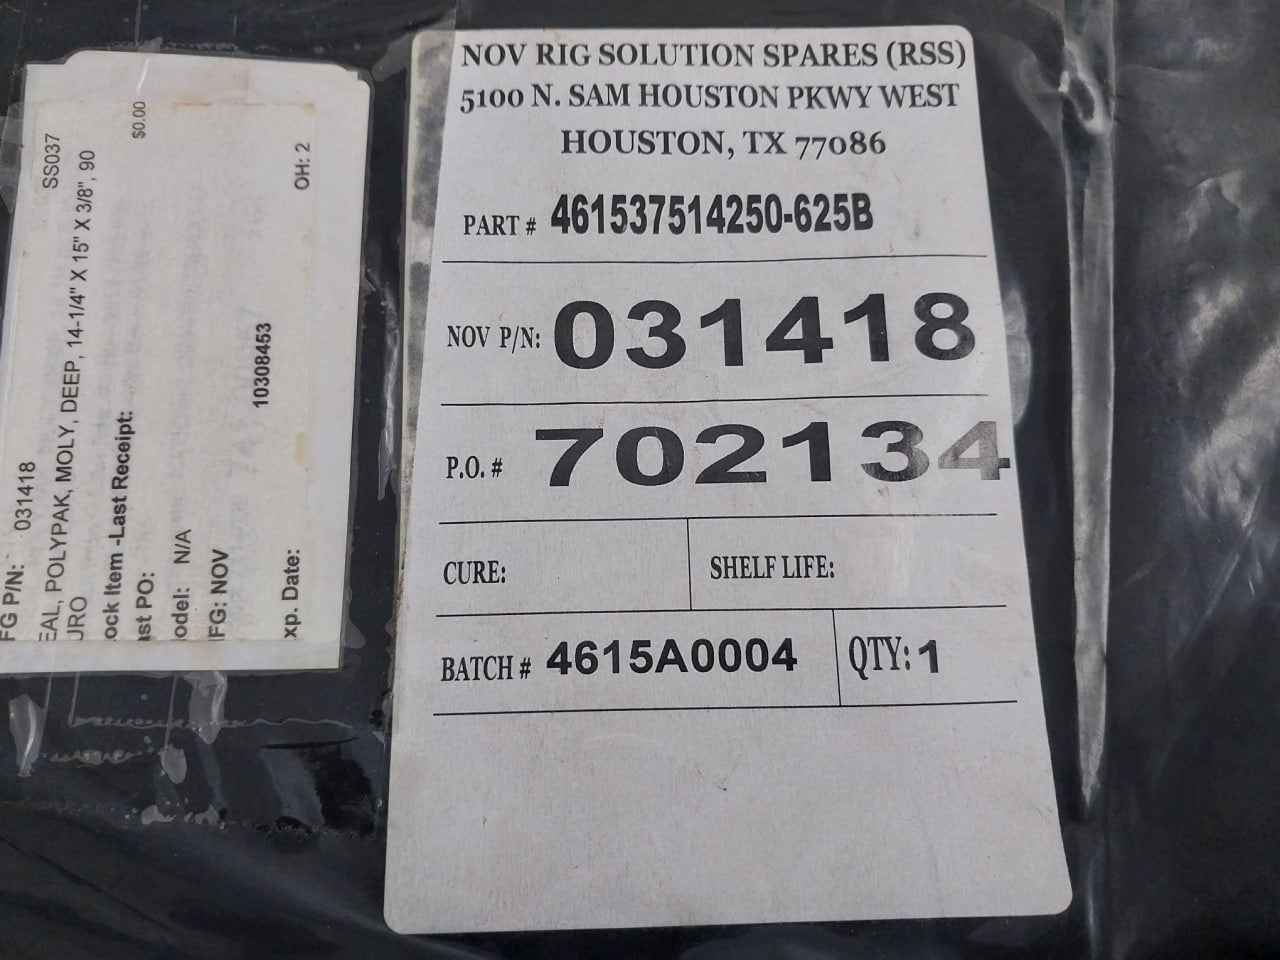 FG P/N: 031418
SS037
EAL, POLYPAK, MOLY, DEEP, 14-1/4" X 15" X 3/8", 90
URO
ock Item -Last Receipt:
$0.00
ast PO:
odel: N/A
FG: NOV
10308453
xp. Date:
OH: 2
NOV RIG SOLUTION SPARES (RSS)
5100 N. SAM HOUSTON PKWY WEST
HOUSTON, TX 77086
PART # 461537514250-625B
NOV P/N: 031418
P.O. # 702134
CURE: SHELF LIFE:
BATCH # 4615A0004 QTY: 1